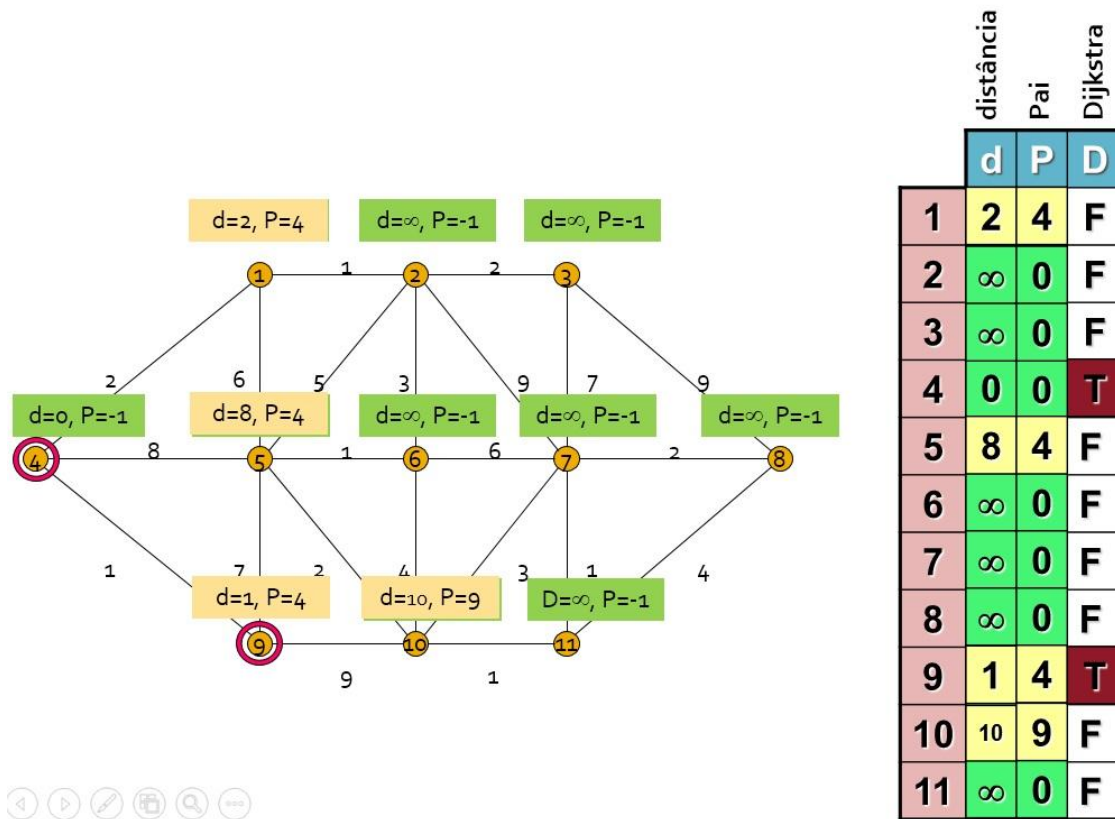 distância Pai Dijkstra
d P D
1 2 4 F
2 ∞ 0 F
3 ∞ 0 F
4 0 0 T
5 8 4 F
6 ∞ 0 F
7 ∞ 0 F
8 ∞ 0 F
9 1 4 T
10 10 9 F
11 ∞ 0 F
d=2, P=4 d=∞, P=-1 d=∞, P=-1
1 1 2 2 3
2 6 5 3 9 7 9
d=0, P=-1 d=8, P=4 d=∞, P=-1 d=∞, P=-1 d=∞, P=-1
4 8 5 1 6 6 7 2 8
1 7 2 4 3 1 4
d=1, P=4 d=10, P=9 D=∞, P=-1
9 10 11
9 1